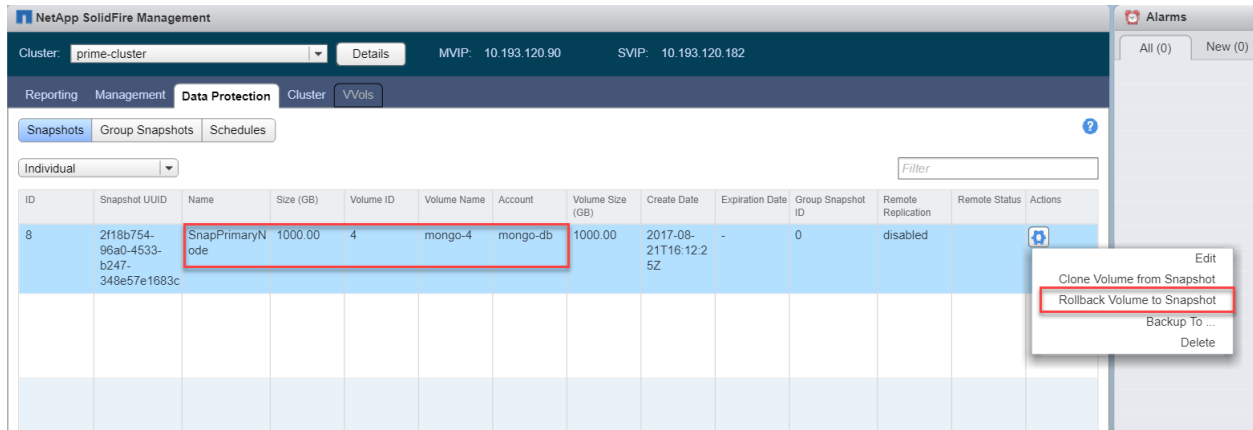 NetApp SolidFire Management
Alarms
Cluster: prime-cluster Details MVIP: 10.193.120.90 SVIP: 10.193.120.182
All (0) New (0)
Reporting Management Data Protection Cluster VVols
Snapshots Group Snapshots Schedules
Individual Filter
ID Snapshot UUID Name Size (GB) Volume ID Volume Name Account Volume Size Create Date Expiration Date Group Snapshot Remote Remote Status Actions
(GB) ID Replication
8 2f18b754- SnapPrimaryN 1000.00 4 mongo-4 mongo-db 1000.00 2017-08- - 0 disabled
96a0-4533- ode 21T16:12:2
b247- 5Z
348e57e1683c
Edit
Clone Volume from Snapshot
Rollback Volume to Snapshot
Backup To ...
Delete